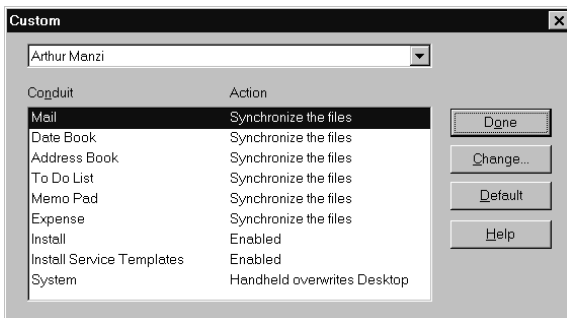 Custom
Arthur Manzi
Conduit Action
Mail Synchronize the files
Date Book Synchronize the files
Address Book Synchronize the files
To Do List Synchronize the files
Memo Pad Synchronize the files
Expense Synchronize the files
Install Enabled
Install Service Templates Enabled
System Handheld overwrites Desktop
Done
Change...
Default
Help